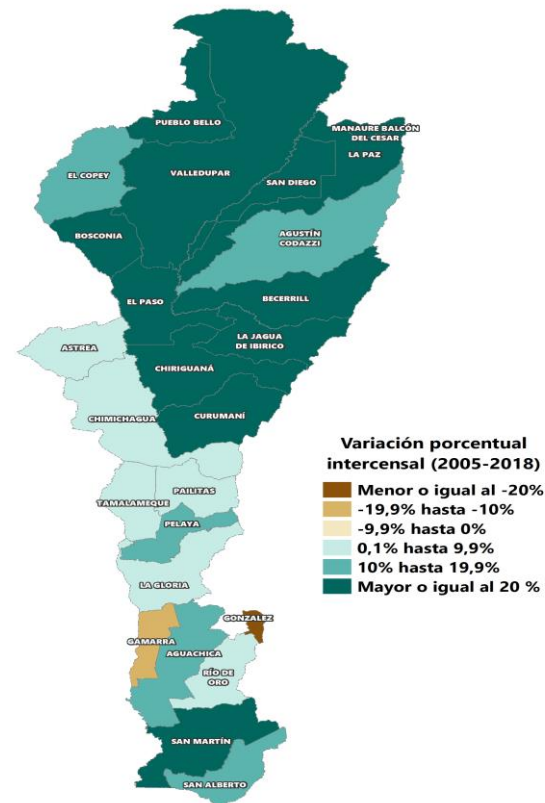 PUEBLO BELLO
MANAURE BALCÓN
DEL CESAR
LA PAZ
EL COPEY
VALLEDUPAR
SAN DIEGO
BOSCONIA
AGUSTÍN
CODAZZI
EL PASO
BECERRILL
ASTREA
LA JAGUA
DE IBIRICO
CHIRIGUANÁ
CHIMICHAGUA
CURUMANÍ
Variación porcentual
intercensal (2005-2018)
Menor o igual al -20%
-19,9% hasta -10%
-9,9% hasta 0%
0,1% hasta 9,9%
10% hasta 19,9%
Mayor o igual al 20 %
PAILITAS
TAMALAMEQUE
PELAYA
LA GLORIA
GONZALEZ
GAMARRA
AGUACHICA
RÍO DE
ORO
SAN MARTÍN
SAN ALBERTO